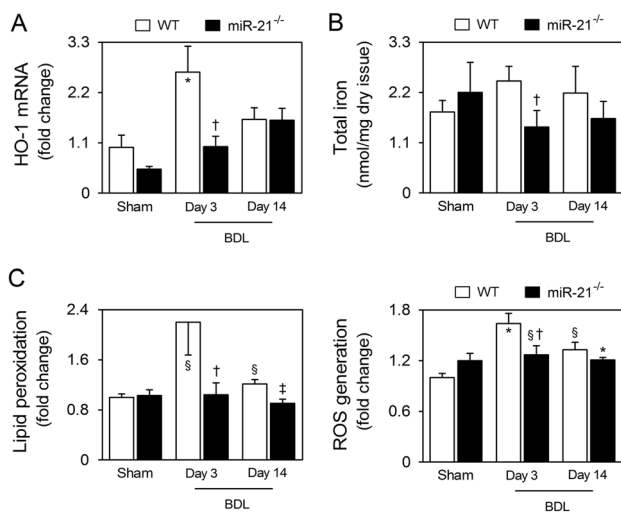 A
WT miR-21-/-
HO-1 mRNA
(fold change)
3.3
2.2
1.1
0
*
†
Sham Day 3 Day 14
BDL
B
WT miR-21-/-
Total iron
(nmol/mg dry issue)
3.3
2.2
1.1
0
†
Sham Day 3 Day 14
BDL
C
WT miR-21-/-
Lipid peroxidation
(fold change)
2.4
1.6
0.8
0
§
†
§
‡
Sham Day 3 Day 14
BDL
WT miR-21-/-
ROS generation
(fold change)
1.8
1.2
0.6
0
*
§†
§
*
Sham Day 3 Day 14
BDL